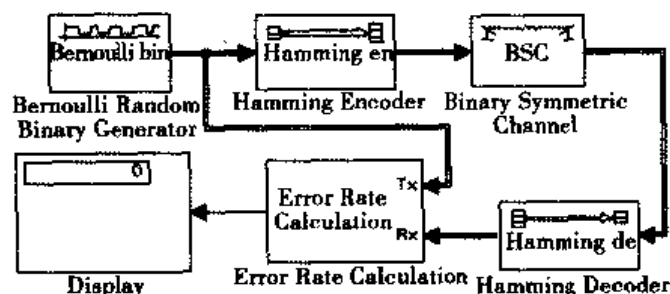 Bernoulli bin
Hamming en
BSC
Bernoulli Random
Binary Generator
Hamming Encoder
Binary Symmetric
Channel
0
Display
Error Rate
Calculation
Tx
Rx
Error Rate Calculation
Hamming de
Hamming Decoder